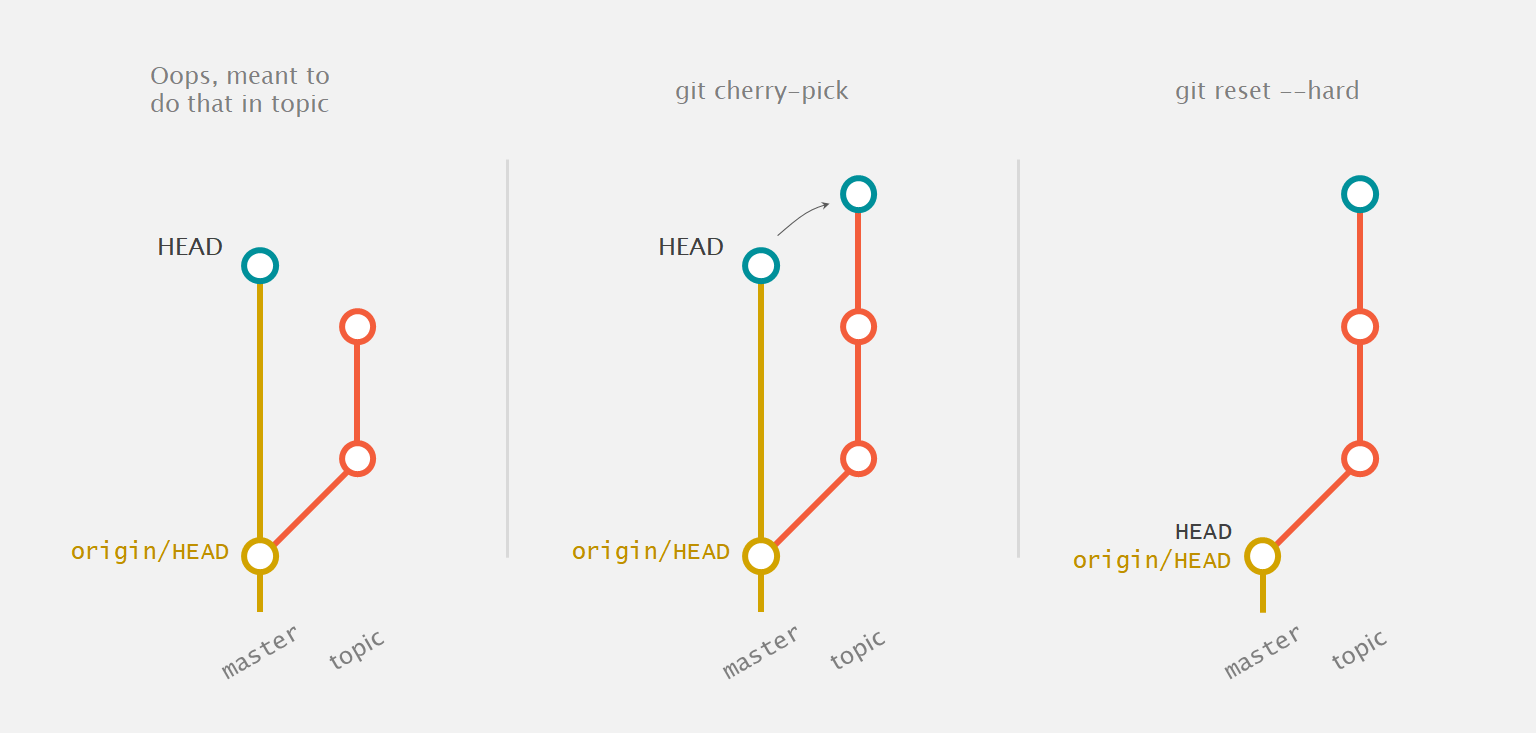 Oops, meant to
do that in topic
HEAD
origin/HEAD
master
topic
git cherry-pick
HEAD
origin/HEAD
master
topic
git reset --hard
HEAD
origin/HEAD
master
topic